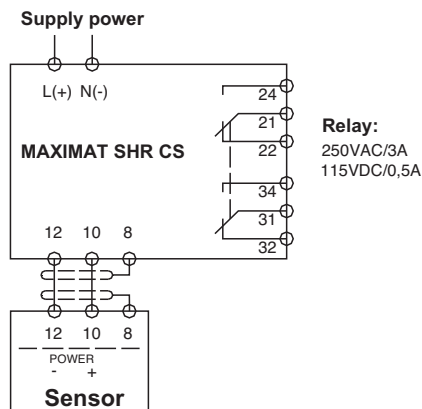 Supply power
L(+) N(-)
24
21
MAXIMAT SHR CS
22
34
31
32
Relay:
250VAC/3A
115VDC/0,5A
12 10 8
12 10 8
POWER
- +
Sensor